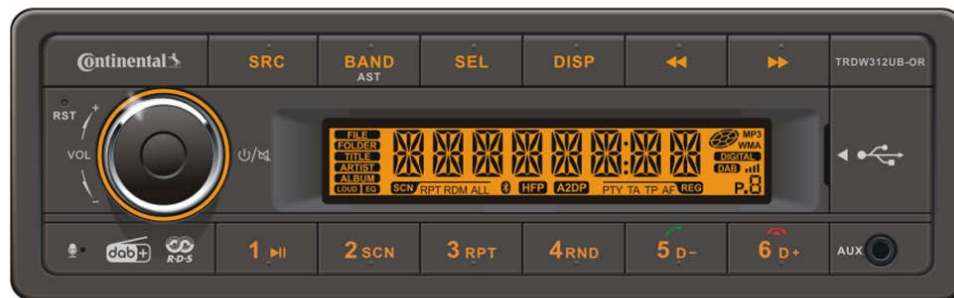 Continental
SRC
BAND
AST
SEL
DISP
TRDW312UB-OR
RST
VOL
FILE
FOLDER
TITLE
ARTIST
ALBUM
LOUD EQ
SCN RPT RDM ALL HFP A2DP PTY TA TP AF REG
MP3
WMA
DIGITAL
DAB
P.8
dab+
R·D·S
1
2 SCN
3 RPT
4 RND
5 D-
6 D+
AUX